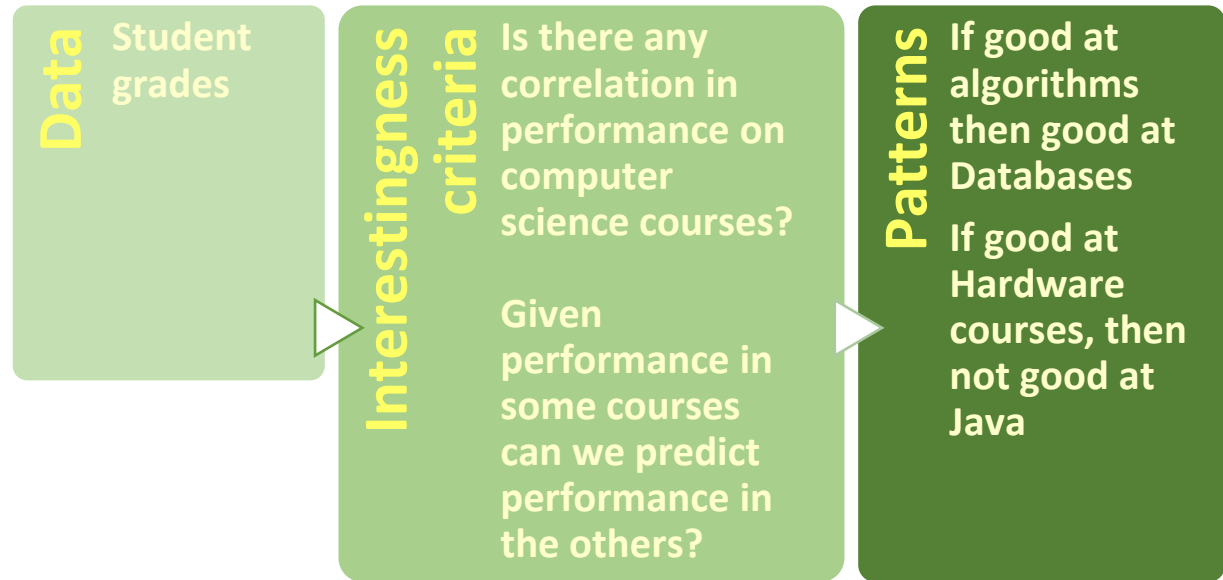 Data
Student
grades
Interestingness
criteria
Is there any
correlation in
performance on
computer
science courses?
Given
performance in
some courses
can we predict
performance in
the others?
Patterns
If good at
algorithms
then good at
Databases
If good at
Hardware
courses, then
not good at
Java